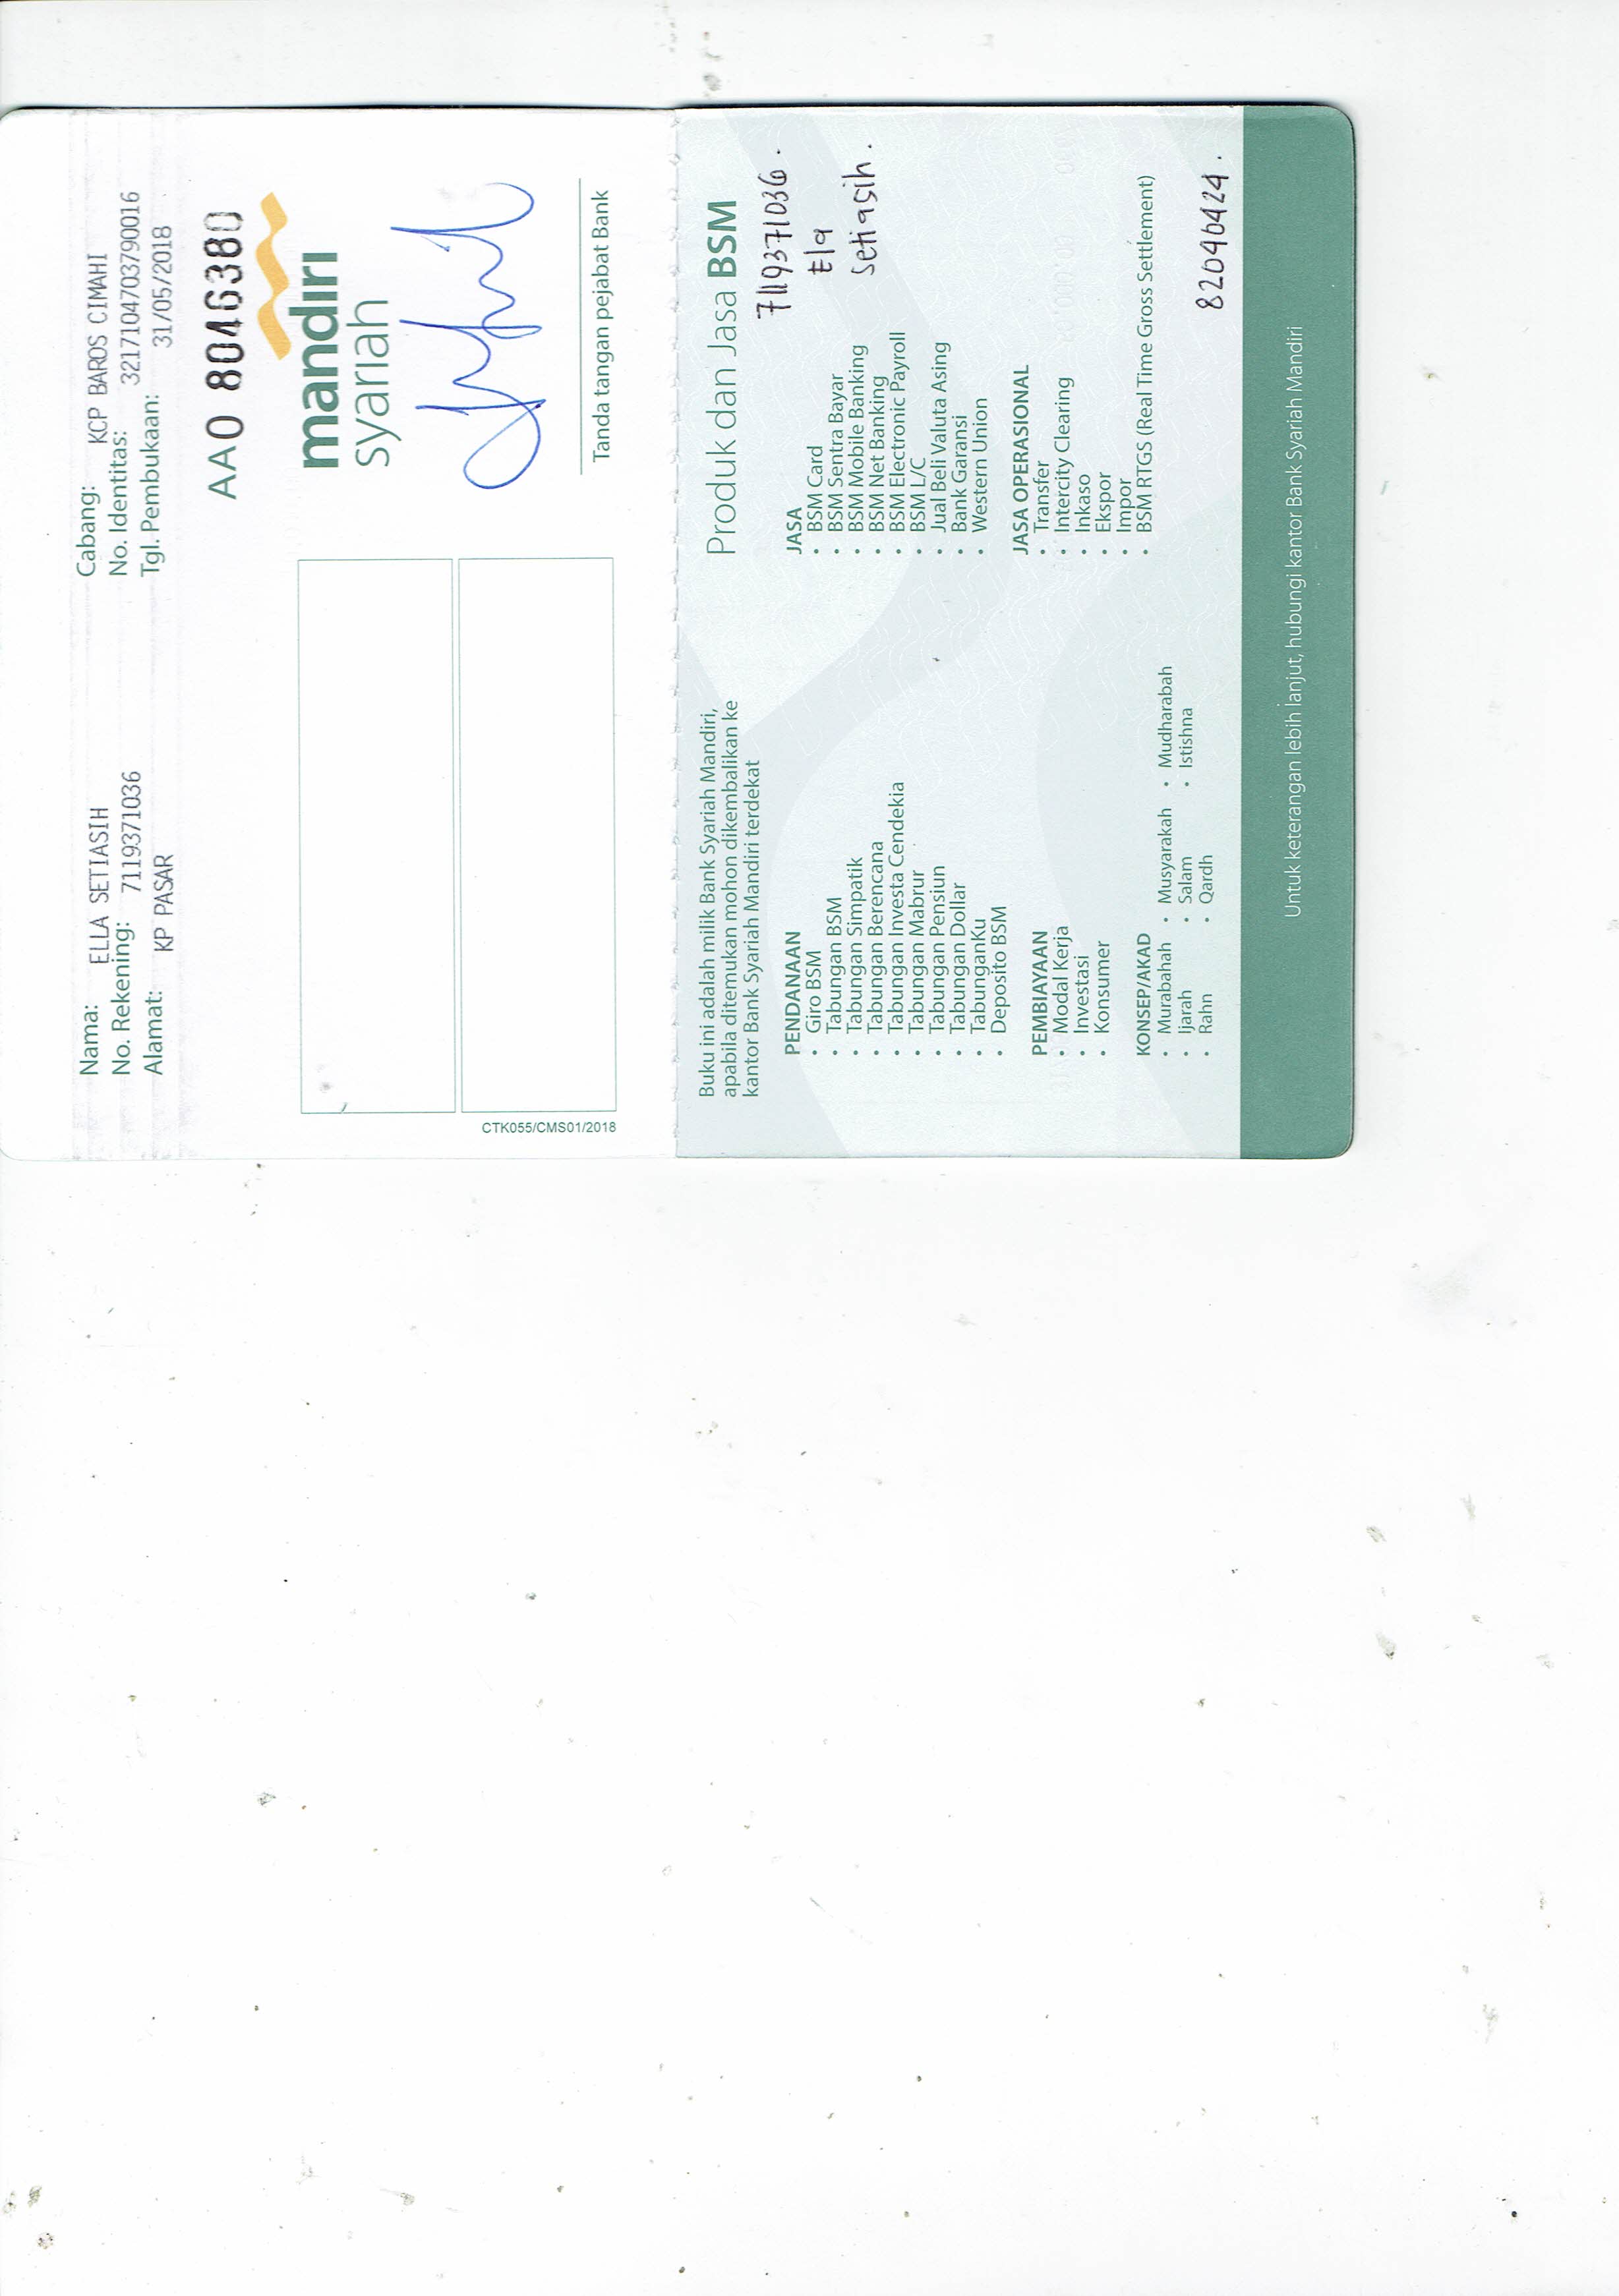 Nama: ELLA SETIASIH
No. Rekening: 7119371036
Alamat: KP PASAR
Cabang: KCP BAROS CIMAHI
No. Identitas: 3217104703790016
Tgl. Pembukaan: 31/05/2018
AAO 8046380
mandiri
syariah
Tanda tangan pejabat Bank
CTK055/CMS01/2018
Buku ini adalah milik Bank Syariah Mandiri,
apabila ditemukan mohon dikembalikan ke
kantor Bank Syariah Mandiri terdekat
Produk dan Jasa BSM
7119371036.
Ela
Setiasih.
PENDANAAN
• Giro BSM
• Tabungan BSM
• Tabungan Simpatik
• Tabungan Berencana
• Tabungan Investa Cendekia
• Tabungan Mabrur
• Tabungan Pensiun
• Tabungan Dollar
• TabunganKu
• Deposito BSM
PEMBIAYAAN
• Modal Kerja
• Investasi
• Konsumer
KONSEP/AKAD
• Murabahah • Musyarakah • Mudharabah
• Ijarah • Salam • Istishna
• Rahn • Qardh
JASA
• BSM Card
• BSM Sentra Bayar
• BSM Mobile Banking
• BSM Net Banking
• BSM Electronic Payroll
• BSM L/C
• Jual Beli Valuta Asing
• Bank Garansi
• Western Union
JASA OPERASIONAL
• Transfer
• Intercity Clearing
• Inkaso
• Ekspor
• Impor
• BSM RTGS (Real Time Gross Settlement)
82090424.
Untuk keterangan lebih lanjut, hubungi kantor Bank Syariah Mandiri